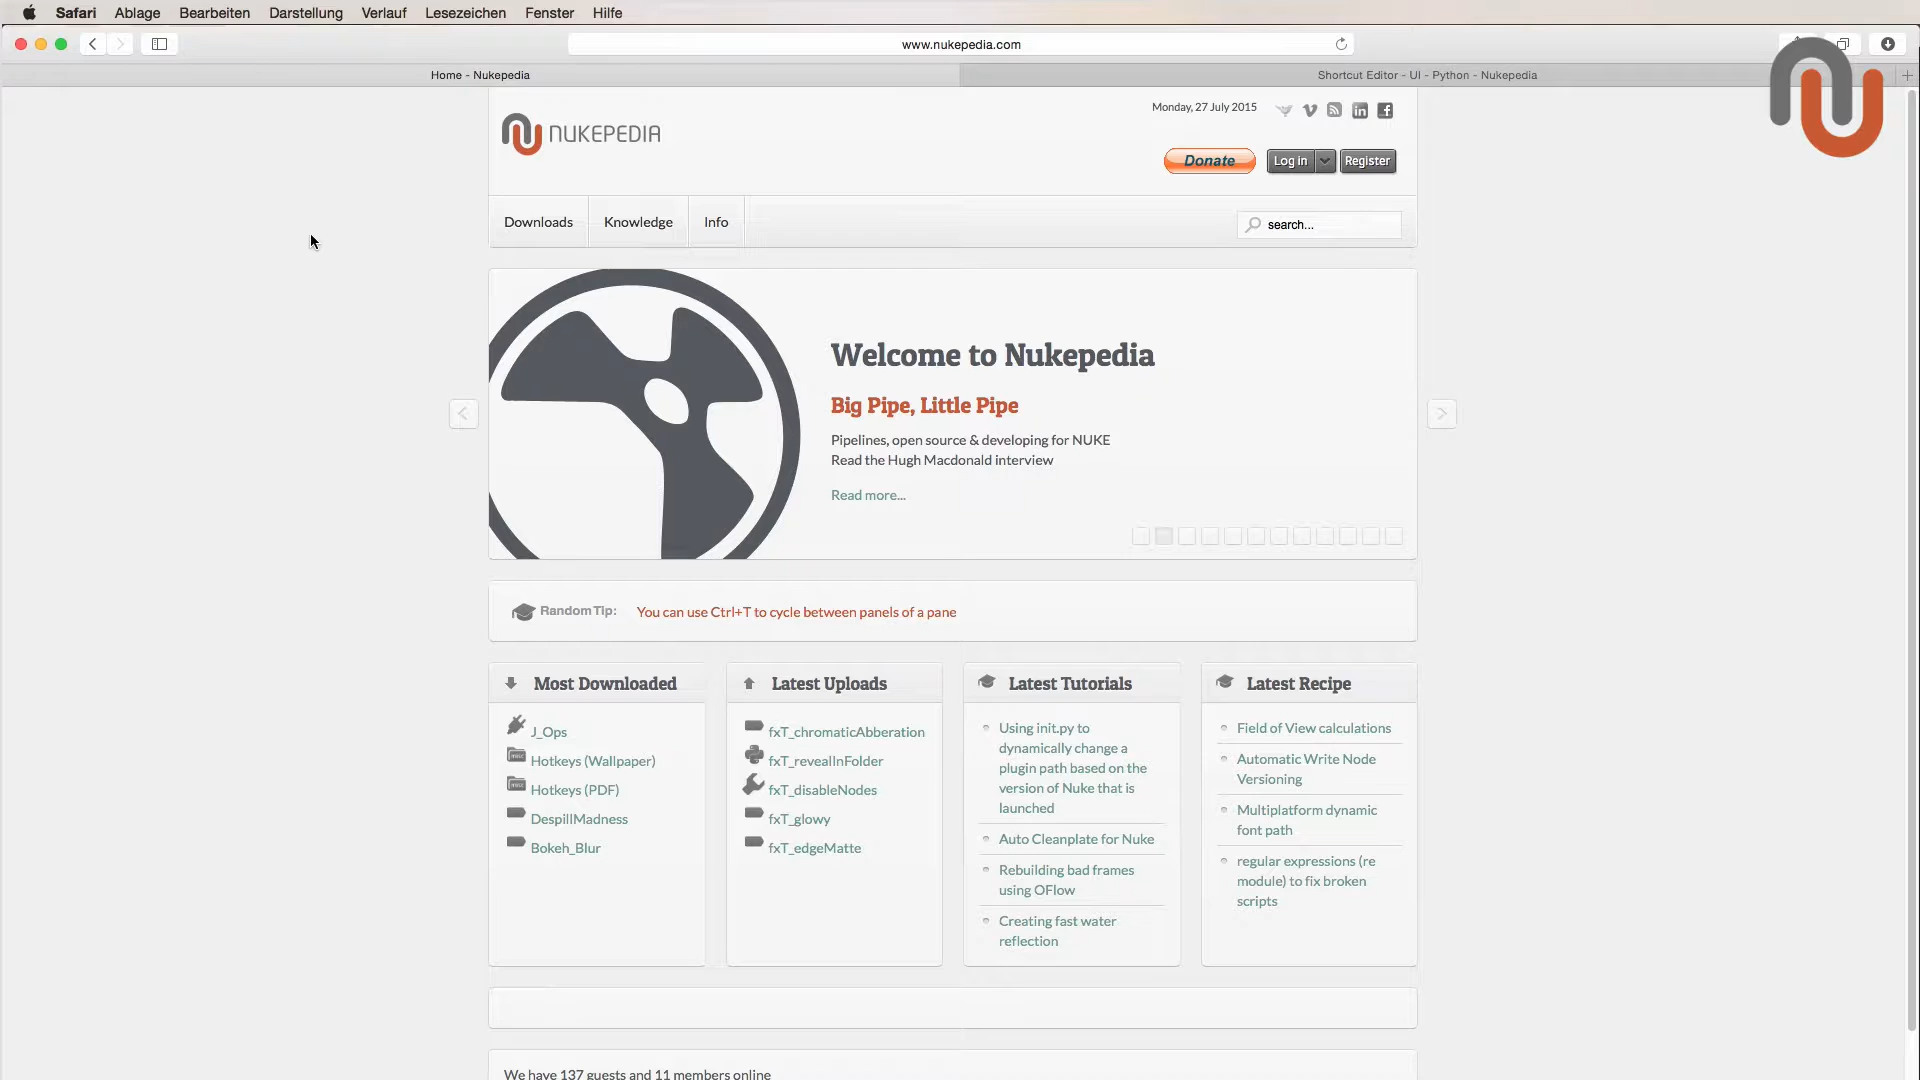 Safari Ablage Bearbeiten Darstellung Verlauf Lesezeichen Fenster Hilfe
www.nukepedia.com
Home - Nukepedia
Shortcut Editor - UI - Python - Nukepedia
Monday, 27 July 2015
NUKEPEDIA
Donate
Log in
Register
Downloads
Knowledge
Info
search...
Welcome to Nukepedia
Big Pipe, Little Pipe
Pipelines, open source & developing for NUKE
Read the Hugh Macdonald interview
Read more...
Random Tip: You can use Ctrl+T to cycle between panels of a pane
Most Downloaded
J_Ops
Hotkeys (Wallpaper)
Hotkeys (PDF)
DespillMadness
Bokeh_Blur
Latest Uploads
fxT_chromaticAbberation
fxT_revealInFolder
fxT_disableNodes
fxT_glowy
fxT_edgeMatte
Latest Tutorials
Using init.py to
dynamically change a
plugin path based on the
version of Nuke that is
launched
Auto Cleanplate for Nuke
Rebuilding bad frames
using OFlow
Creating fast water
reflection
Latest Recipe
Field of View calculations
Automatic Write Node
Versioning
Multiplatform dynamic
font path
regular expressions (re
module) to fix broken
scripts
We have 137 guests and 11 members online